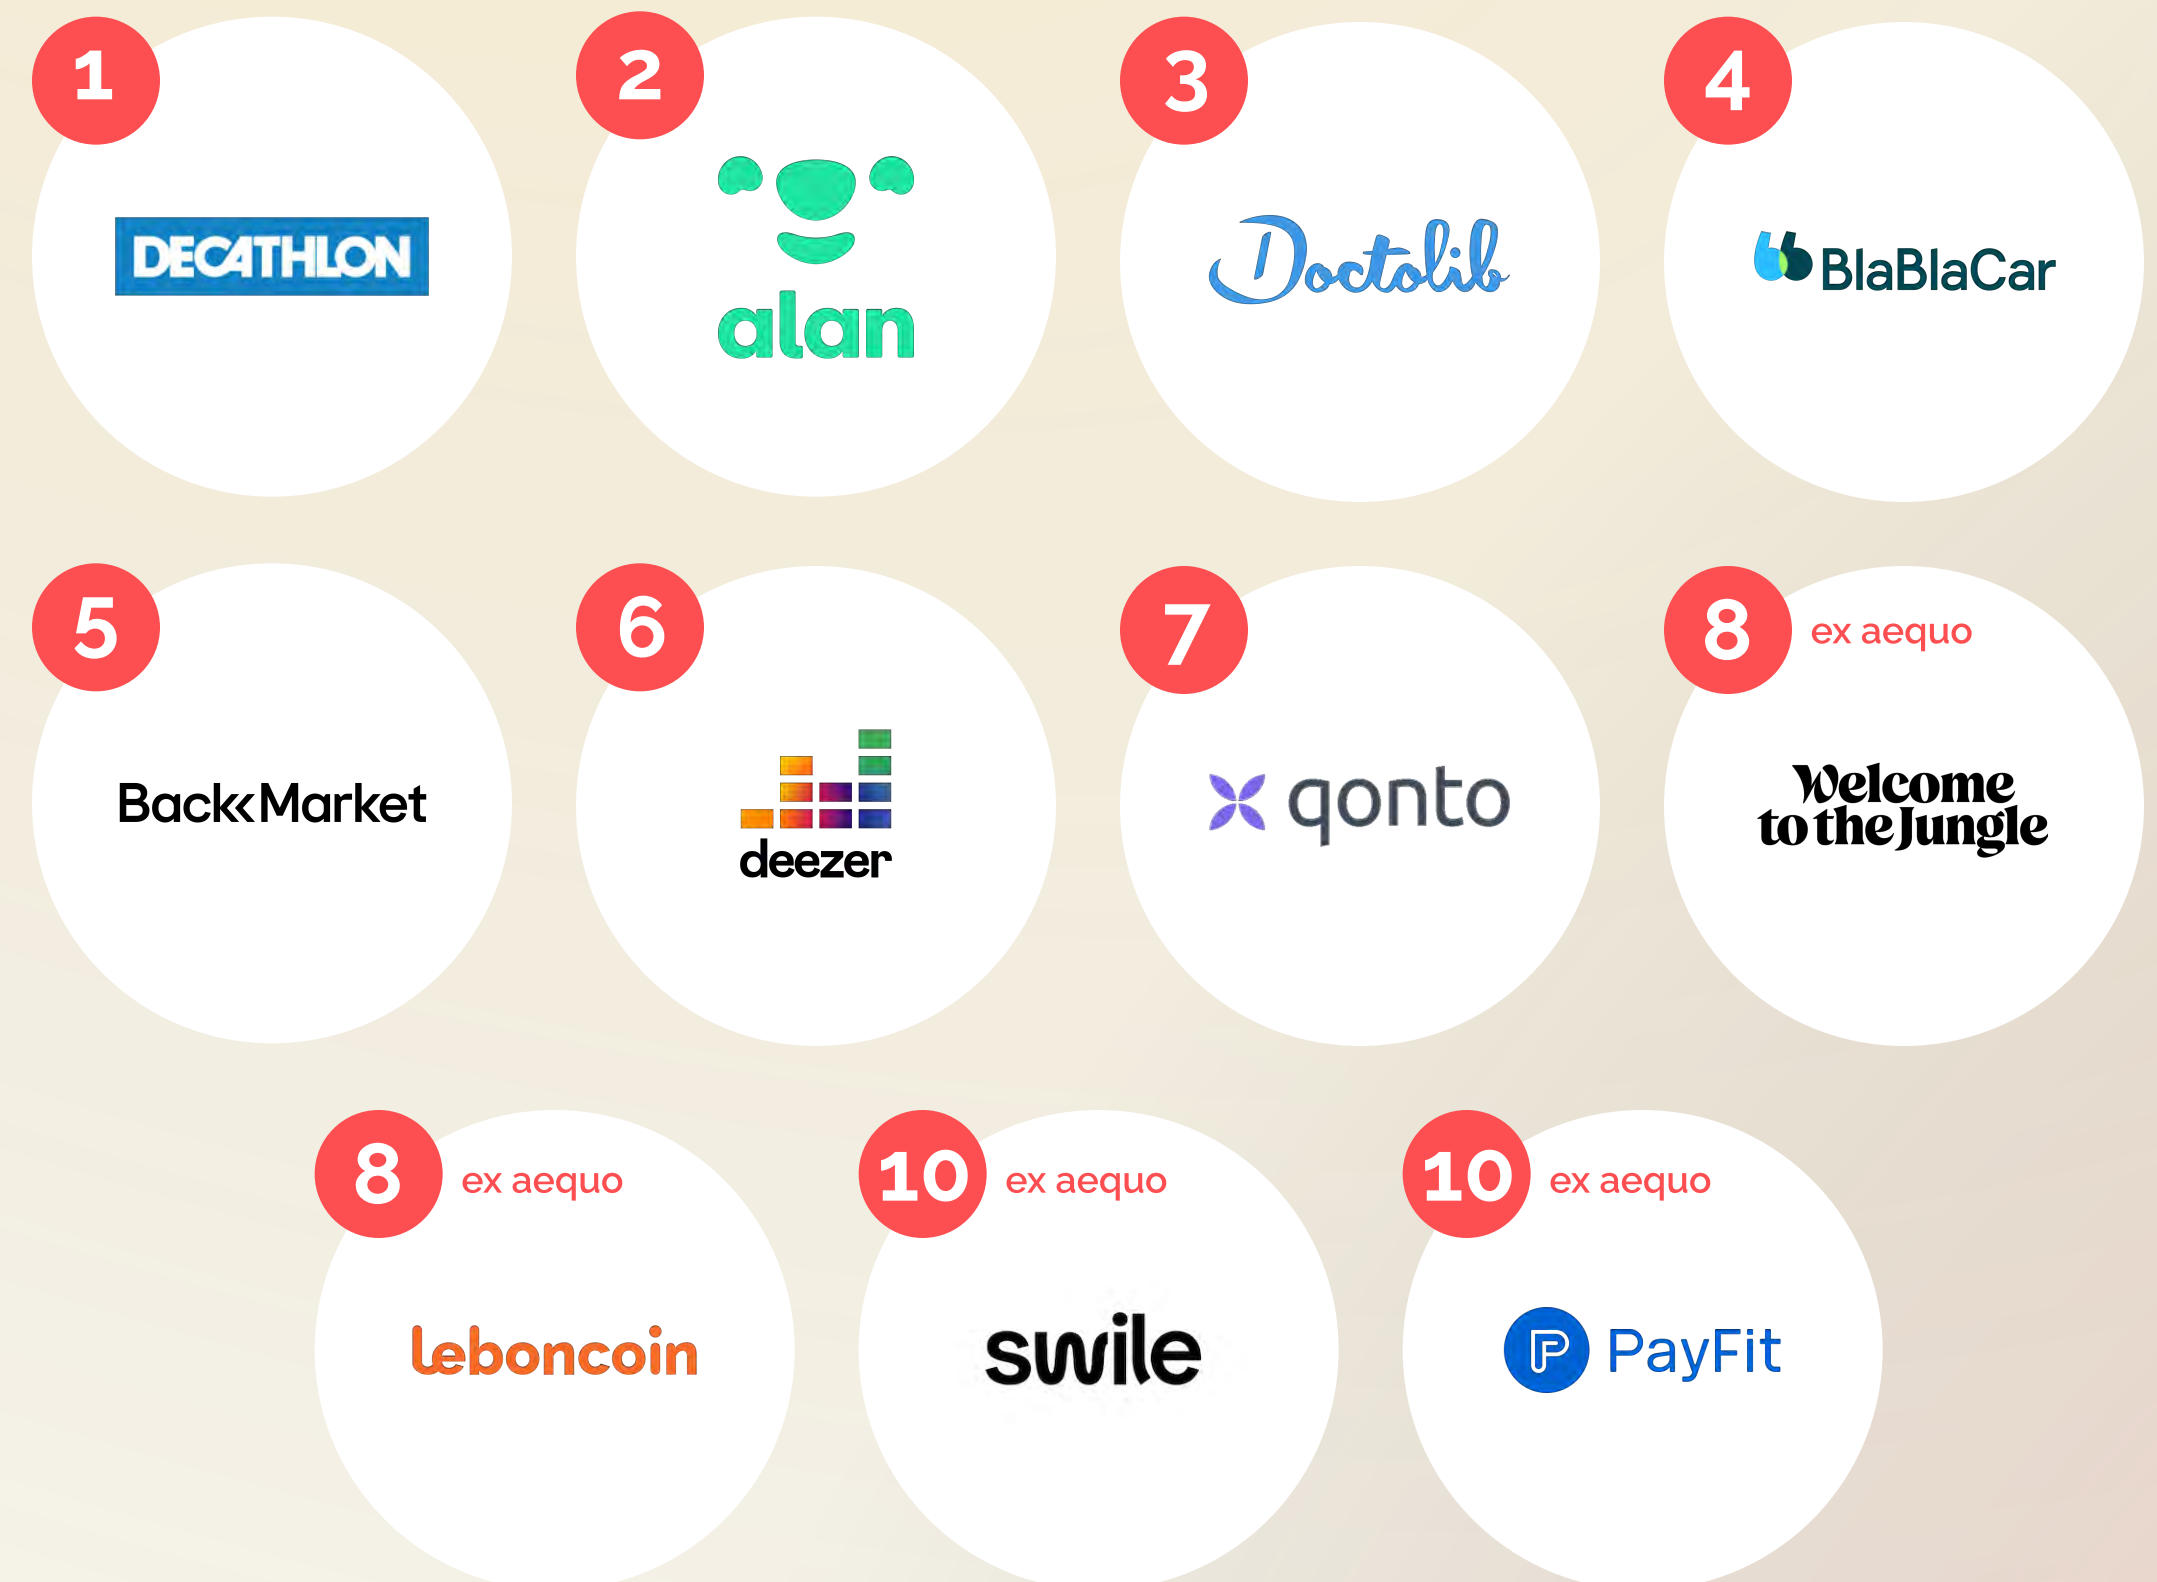 1
DECATHLON
2
alan
3
Doctolib
4
BlaBlaCar
5
BackMarket
6
deezer
7
qonto
8 ex aequo
Welcome
to the Jungle
8 ex aequo
leboncoin
10 ex aequo
swile
10 ex aequo
P PayFit